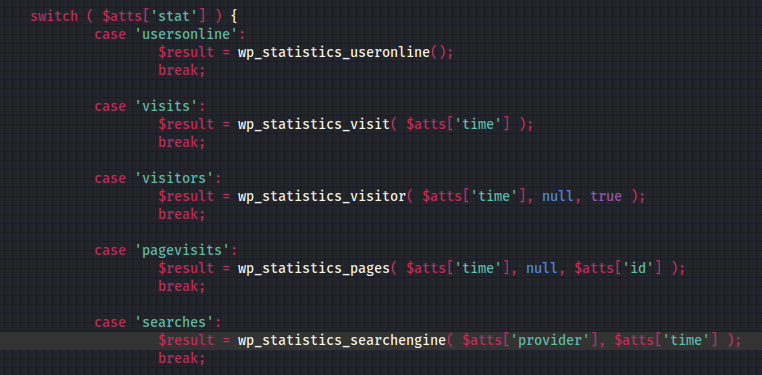 switch ( $atts['stat'] ) {
case 'usersonline':
$result = wp_statistics_useronline();
break;
case 'visits':
$result = wp_statistics_visit( $atts['time'] );
break;
case 'visitors':
$result = wp_statistics_visitor( $atts['time'], null, true );
break;
case 'pagevisits':
$result = wp_statistics_pages( $atts['time'], null, $atts['id'] );
break;
case 'searches':
$result = wp_statistics_searchengine( $atts['provider'], $atts['time'] );
break;